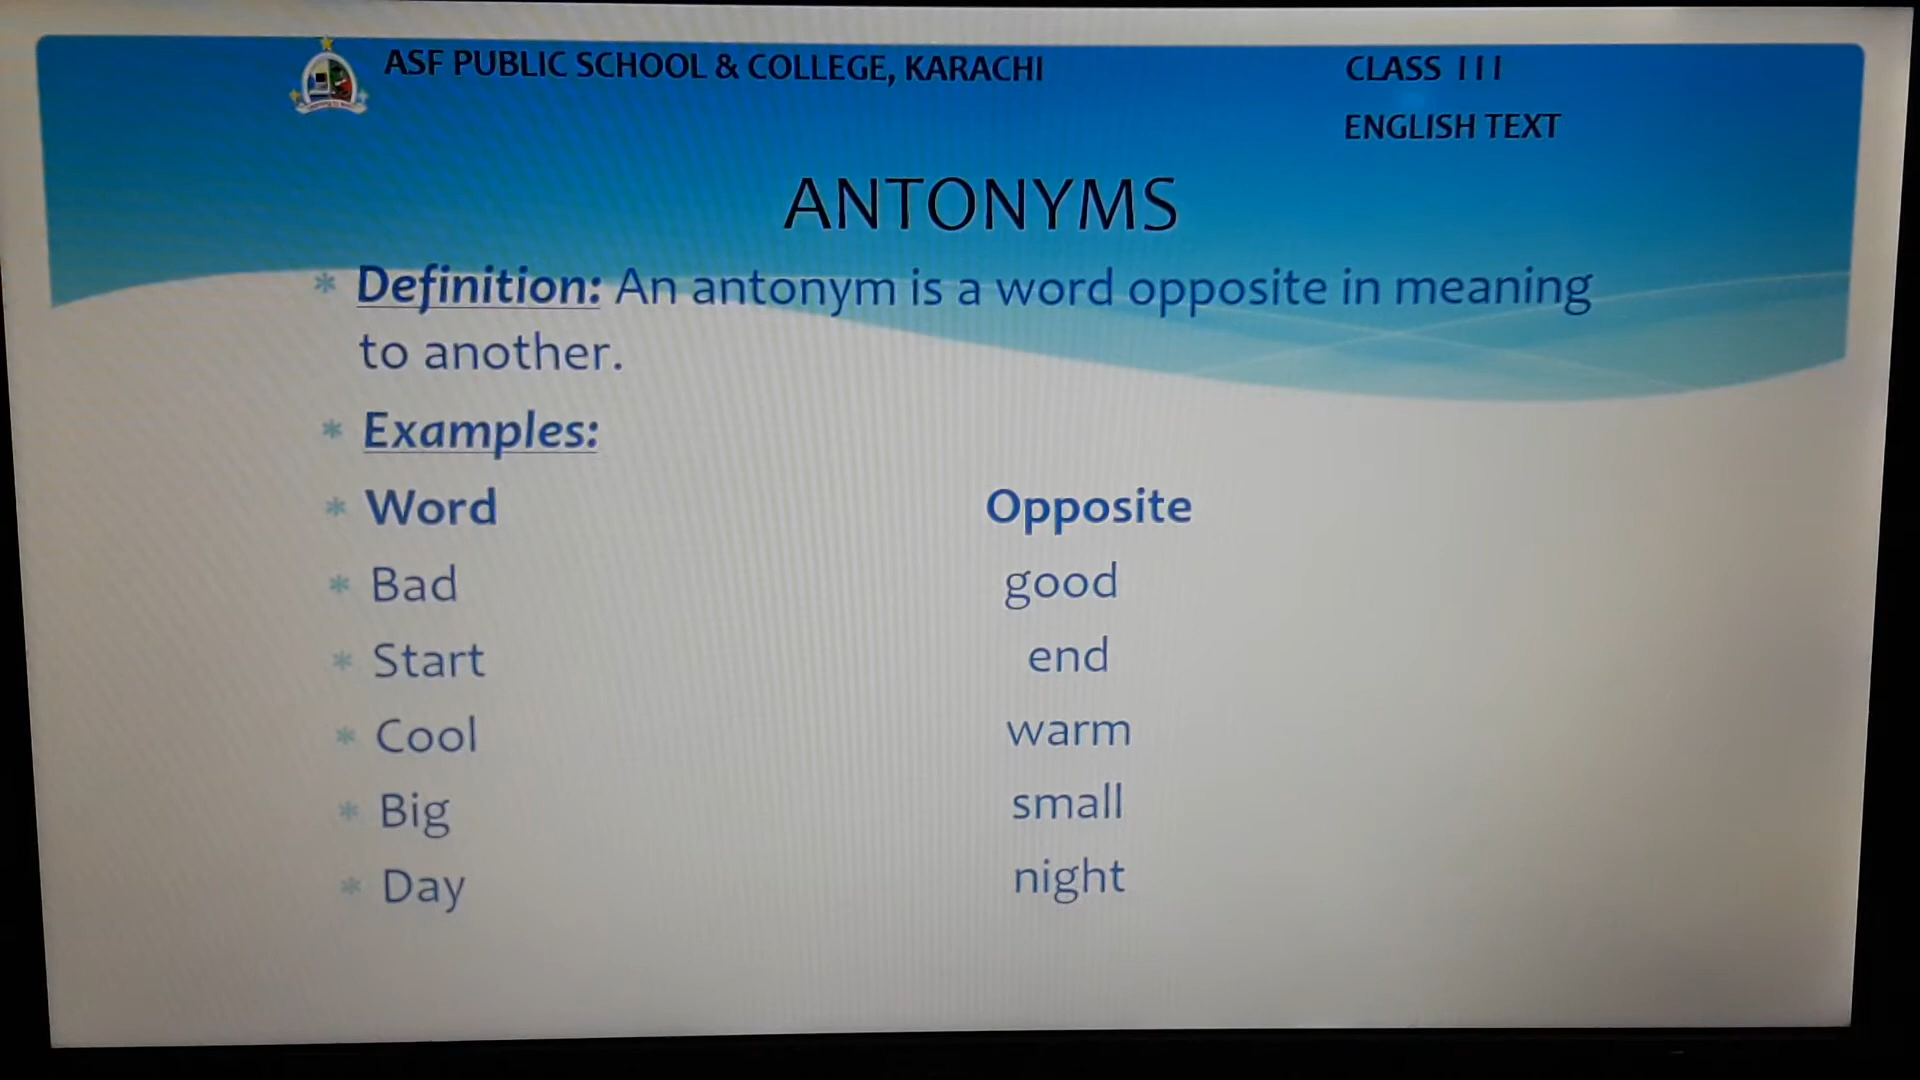 ASF PUBLIC SCHOOL & COLLEGE, KARACHI
CLASS III
ENGLISH TEXT
ANTONYMS
* Definition: An antonym is a word opposite in meaning
to another.
* Examples:
* Word Opposite
* Bad good
* Start end
* Cool warm
* Big small
* Day night